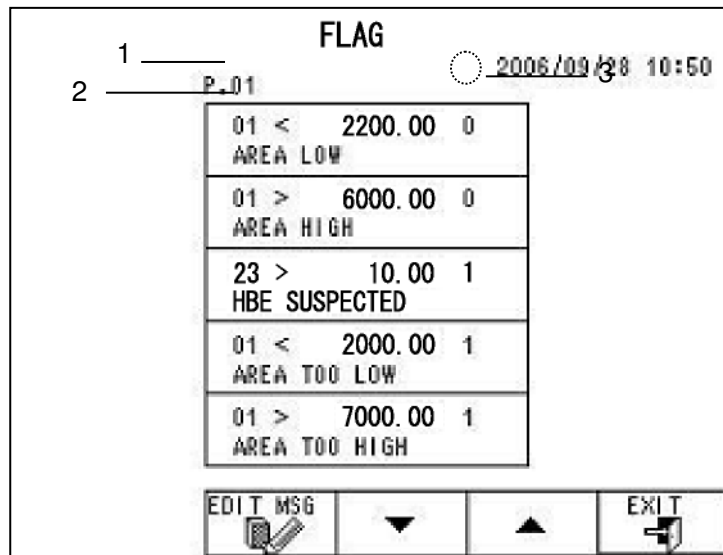 FLAG
1
2006/09/28 10:50
3
2
P.01
01 < 2200.00 0
AREA LOW
01 > 6000.00 0
AREA HIGH
23 > 10.00 1
HBE SUSPECTED
01 < 2000.00 1
AREA TOO LOW
01 > 7000.00 1
AREA TOO HIGH
EDIT MSG ▼ ▲ EXIT